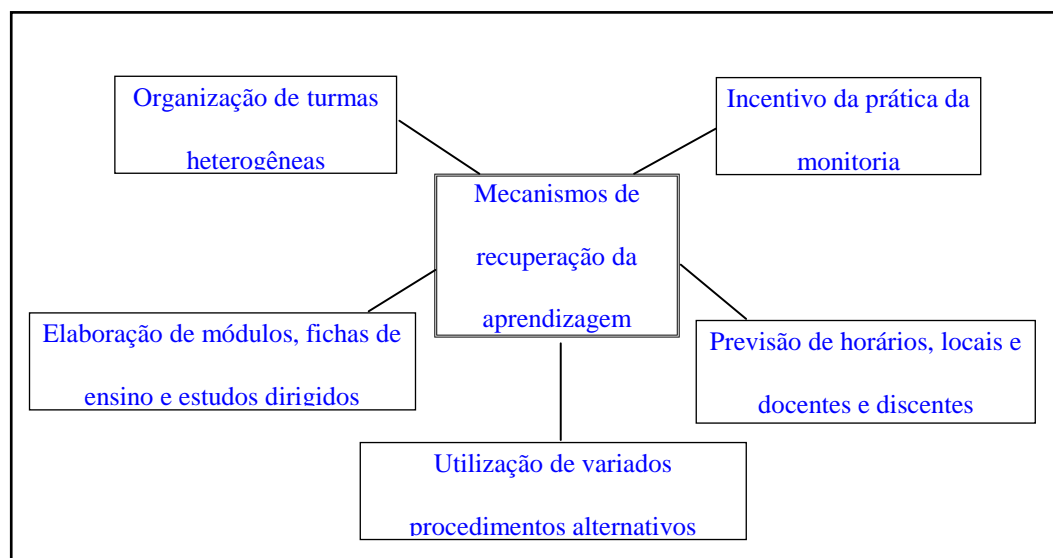 Organização de turmas
heterogêneas
Incentivo da prática da
monitoria
Mecanismos de
recuperação da
aprendizagem
Elaboração de módulos, fichas de
ensino e estudos dirigidos
Previsão de horários, locais e
docentes e discentes
Utilização de variados
procedimentos alternativos